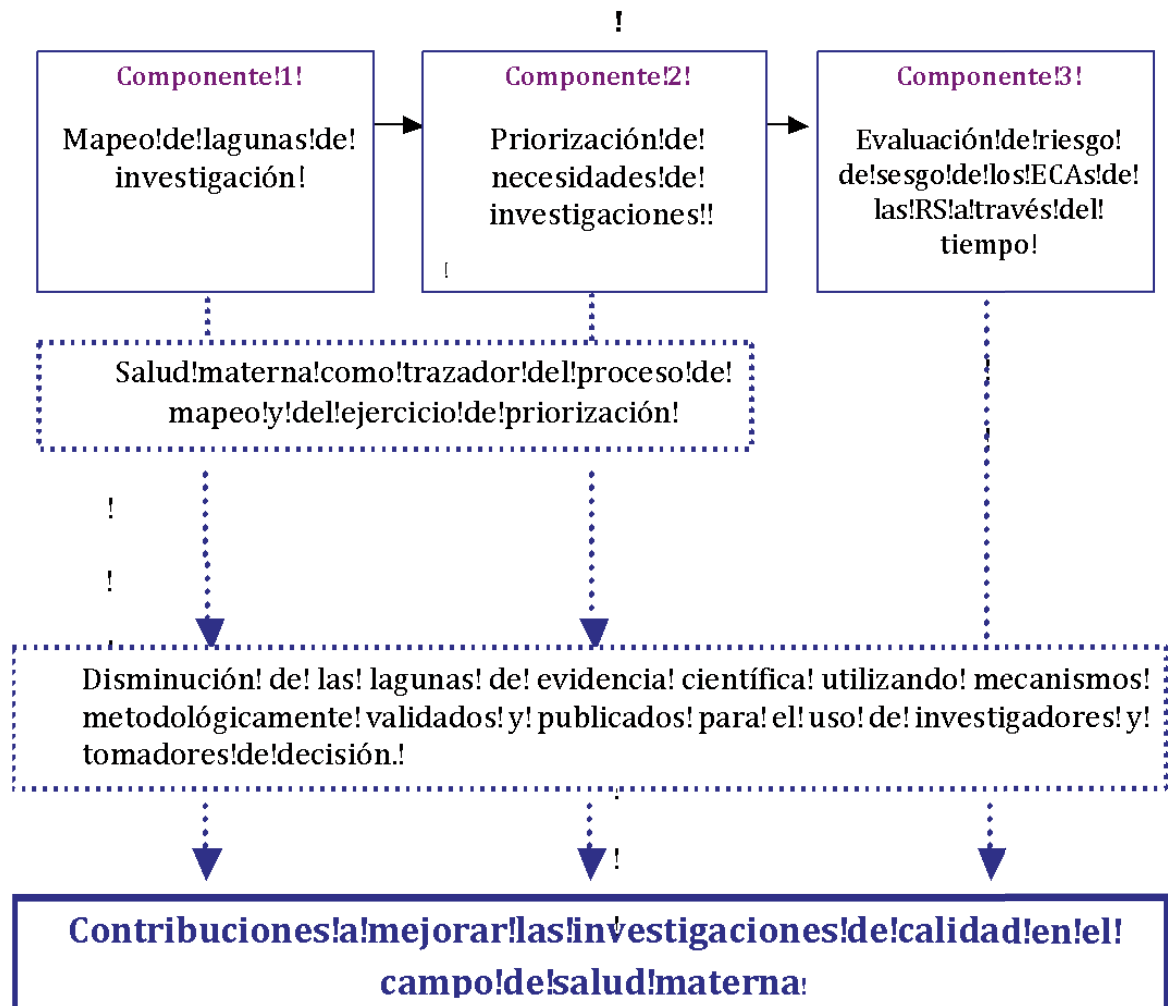 !
Componente!1!
Mapeo!de!lagunas!de!
investigación!
Componente!2!
Priorización!de!
necesidades!de!
investigaciones!!
!
Componente!3!
Evaluación!de!riesgo!
de!sesgo!de!los!ECAs!de!
las!RS!a!través!del!
tiempo!
Salud!materna!como!trazador!del!proceso!de!
mapeo!y!del!ejercicio!de!priorización!
!
!
!
!
!
Disminución! de! las! lagunas! de! evidencia! científica! utilizando! mecanismos!
metodológicamente! validados! y! publicados! para! el! uso! de! investigadores! y!
tomadores!de!decisión.!
!
!
!
Contribuciones!a!mejorar!las!investigaciones!de!calidad!en!el!
campo!de!salud!materna!